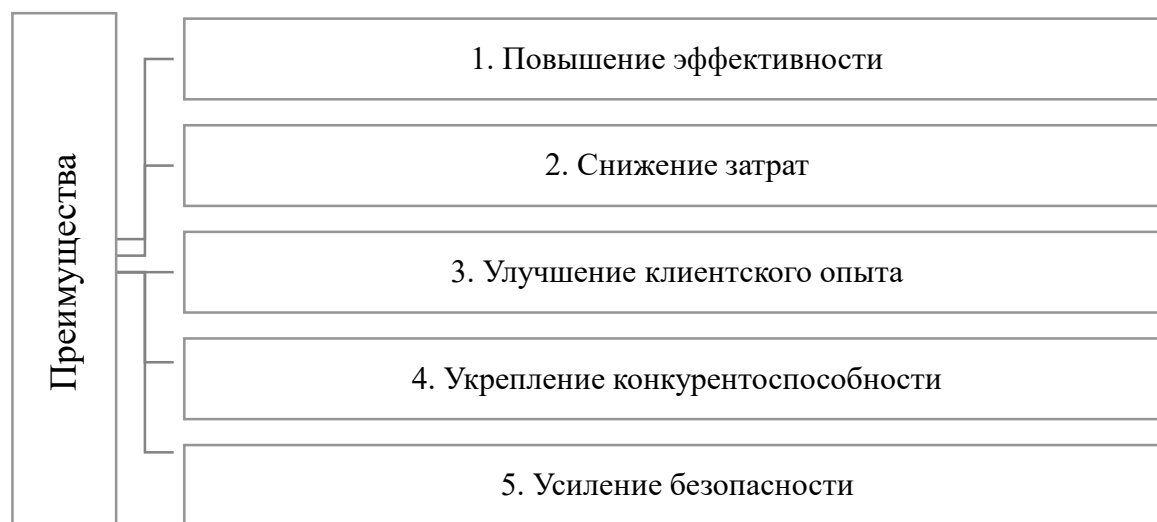 Преимущества
1. Повышение эффективности
2. Снижение затрат
3. Улучшение клиентского опыта
4. Укрепление конкурентоспособности
5. Усиление безопасности